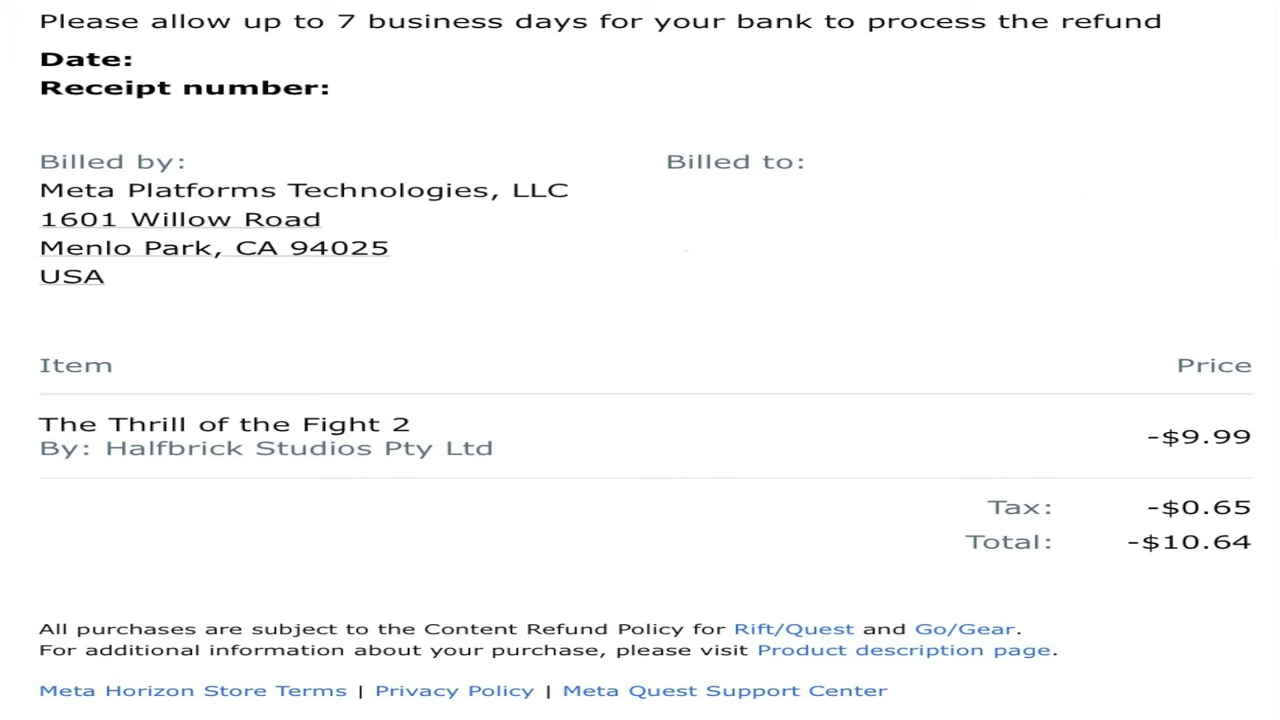 Please allow up to 7 business days for your bank to process the refund
Date:
Receipt number:
Billed by:
Meta Platforms Technologies, LLC
1601 Willow Road
Menlo Park, CA 94025
USA
Billed to:
Item Price
The Thrill of the Fight 2
By: Halfbrick Studios Pty Ltd
-$9.99
Tax: -$0.65
Total: -$10.64
All purchases are subject to the Content Refund Policy for Rift/Quest and Go/Gear.
For additional information about your purchase, please visit Product description page.
Meta Horizon Store Terms | Privacy Policy | Meta Quest Support Center